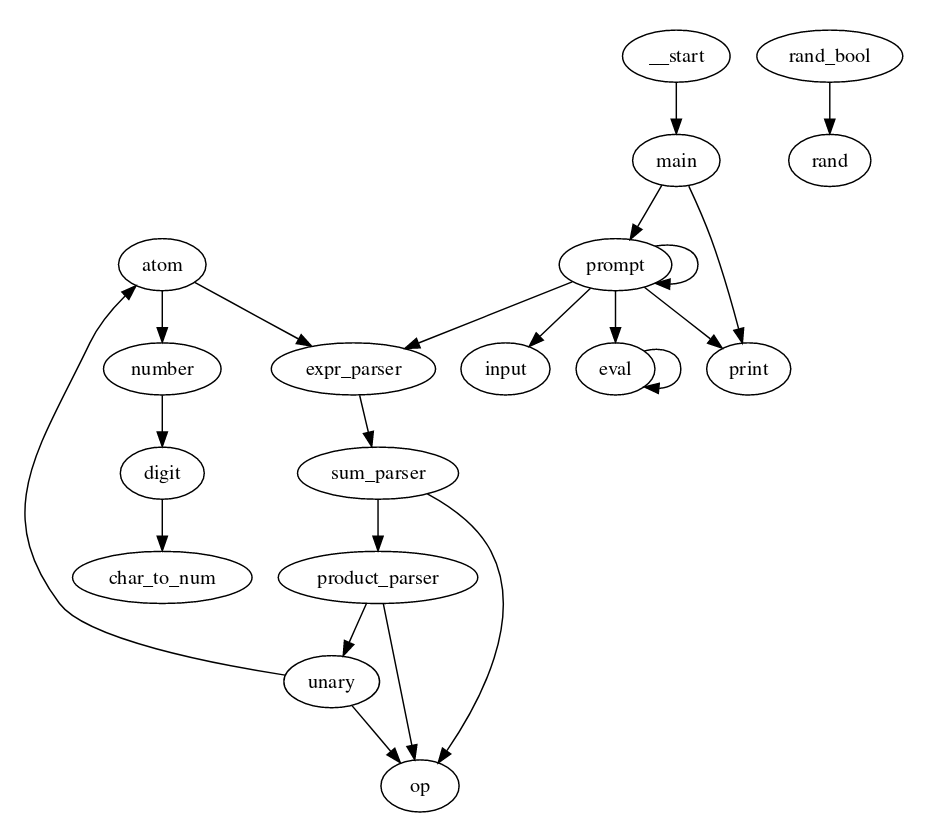 __start
rand_bool
main
rand
atom
prompt
number
expr_parser
input
eval
print
digit
sum_parser
char_to_num
product_parser
unary
op